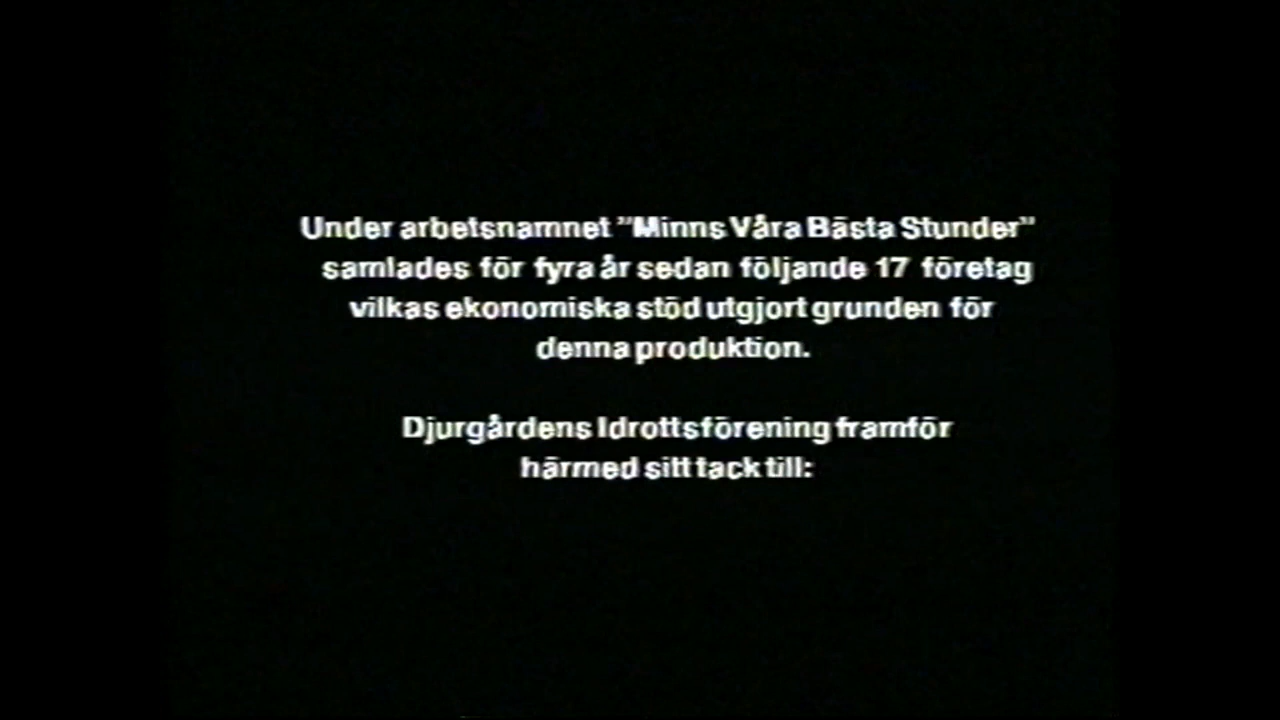 Under arbetsnamnet "Minns Våra Bästa Stunder"
samlades för fyra år sedan följande 17 företag
vilkas ekonomiska stöd utgjort grunden för
denna produktion.
Djurgårdens Idrottsförening framför
härmed sitt tack till: